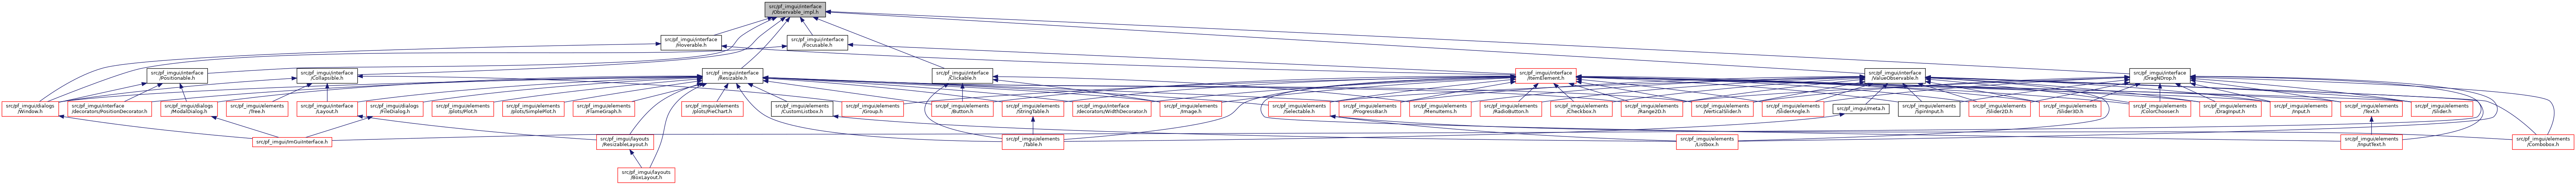 src/pf_imgui/interface
/Observable_impl.h
src/pf_imgui/interface
/Hoverable.h
src/pf_imgui/interface
/Focusable.h
src/pf_imgui/interface
/Positionable.h
src/pf_imgui/interface
/Collapsible.h
src/pf_imgui/interface
/Resizable.h
src/pf_imgui/interface
/Clickable.h
src/pf_imgui/interface
/ItemElement.h
src/pf_imgui/interface
/ValueObservable.h
src/pf_imgui/interface
/DragNDrop.h
src/pf_imgui/dialogs
/Window.h
src/pf_imgui/interface
/decorators/PositionDecorator.h
src/pf_imgui/dialogs
/ModalDialog.h
src/pf_imgui/elements
/Tree.h
src/pf_imgui/interface
/Layout.h
src/pf_imgui/dialogs
/FileDialog.h
src/pf_imgui/elements
/plots/Plot.h
src/pf_imgui/elements
/plots/SimplePlot.h
src/pf_imgui/elements
/FlameGraph.h
src/pf_imgui/elements
/plots/PieChart.h
src/pf_imgui/elements
/CustomListBox.h
src/pf_imgui/elements
/Group.h
src/pf_imgui/elements
/Button.h
src/pf_imgui/elements
/StringTable.h
src/pf_imgui/interface
/decorators/WidthDecorator.h
src/pf_imgui/elements
/Image.h
src/pf_imgui/elements
/Selectable.h
src/pf_imgui/elements
/ProgressBar.h
src/pf_imgui/elements
/MenuItems.h
src/pf_imgui/elements
/RadioButton.h
src/pf_imgui/elements
/Checkbox.h
src/pf_imgui/elements
/Range2D.h
src/pf_imgui/elements
/VerticalSlider.h
src/pf_imgui/elements
/SliderAngle.h
src/pf_imgui/meta.h
src/pf_imgui/elements
/SpinInput.h
src/pf_imgui/elements
/Slider2D.h
src/pf_imgui/elements
/Slider3D.h
src/pf_imgui/elements
/ColorChooser.h
src/pf_imgui/elements
/DragInput.h
src/pf_imgui/elements
/Input.h
src/pf_imgui/elements
/Text.h
src/pf_imgui/elements
/Slider.h
src/pf_imgui/ImGuiInterface.h
src/pf_imgui/layouts
/ResizableLayout.h
src/pf_imgui/elements
/Table.h
src/pf_imgui/elements
/Listbox.h
src/pf_imgui/elements
/InputText.h
src/pf_imgui/elements
/Combobox.h
src/pf_imgui/layouts
/BoxLayout.h